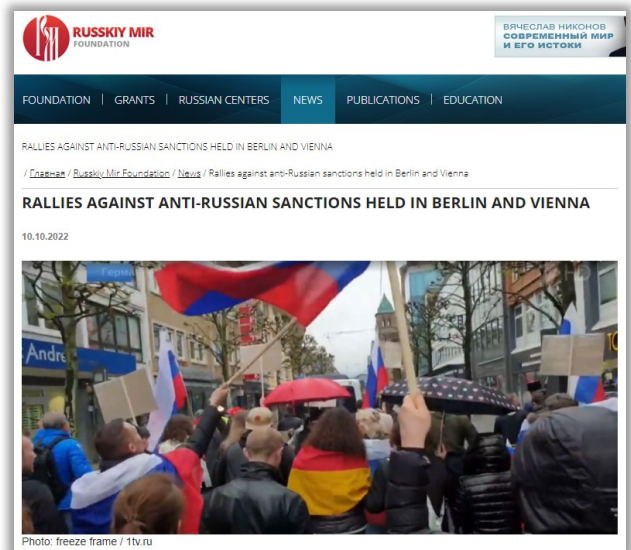 RUSSKIY MIR
FOUNDATION
ВЯЧЕСЛАВ НИКОНОВ
СОВРЕМЕННЫЙ МИР
И ЕГО ИСТОКИ
FOUNDATION | GRANTS | RUSSIAN CENTERS NEWS PUBLICATIONS | EDUCATION
RALLIES AGAINST ANTI-RUSSIAN SANCTIONS HELD IN BERLIN AND VIENNA
/ Главная / Russkiy Mir Foundation / News / Rallies against anti-Russian sanctions held in Berlin and Vienna
RALLIES AGAINST ANTI-RUSSIAN SANCTIONS HELD IN BERLIN AND VIENNA
10.10.2022
Andre
Photo: freeze frame / 1tv.ru